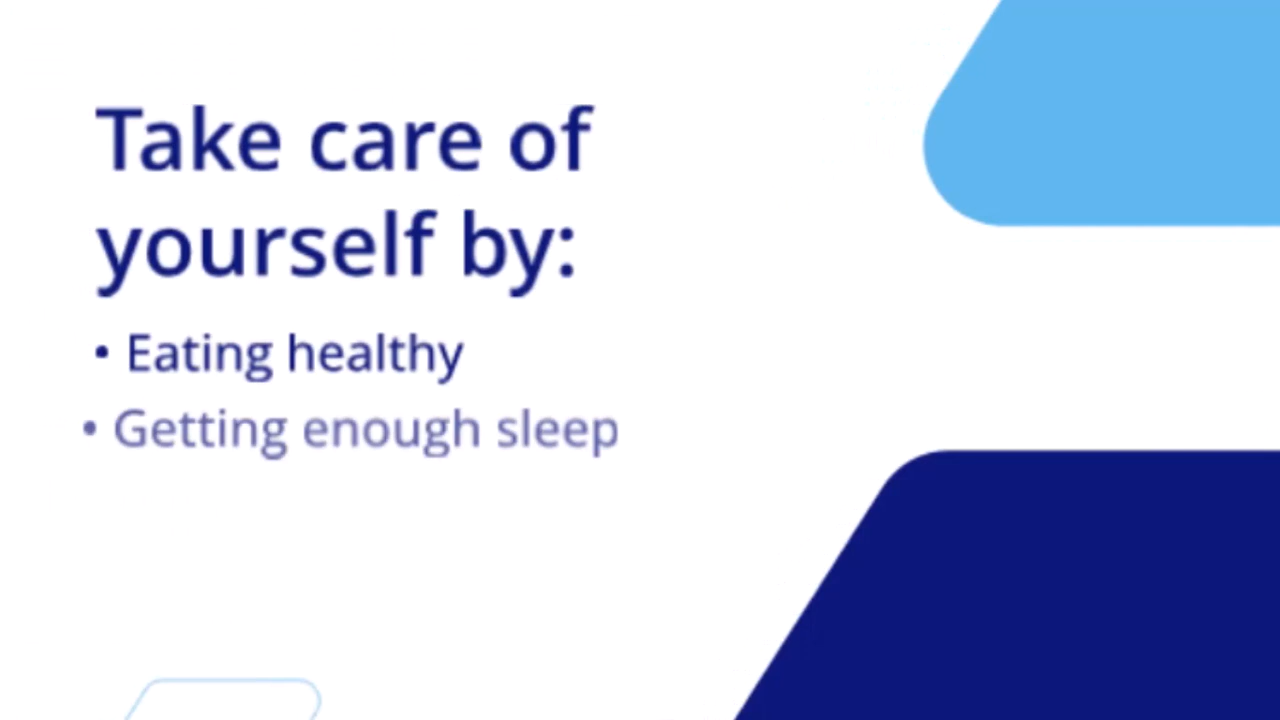 Take care of
yourself by:
• Eating healthy
• Getting enough sleep